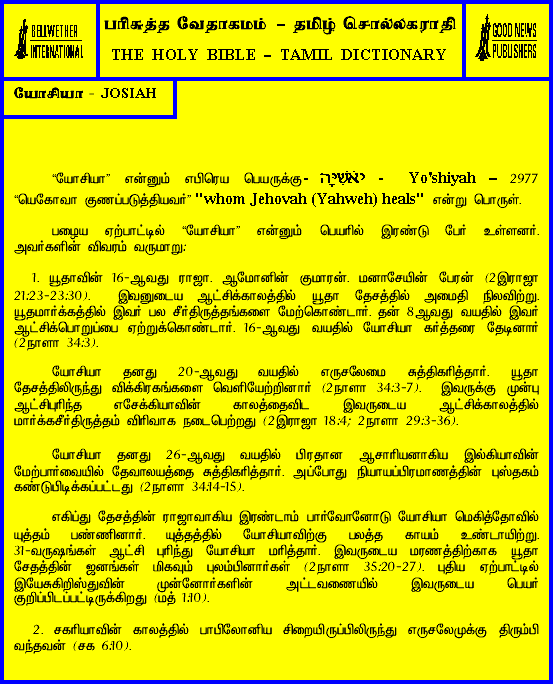 BELLWETHER
INTERNATIONAL
பரிசுத்த வேதாகமம் – தமிழ் சொல்லகராதி
THE HOLY BIBLE – TAMIL DICTIONARY
GOOD NEWS
PUBLISHERS
யோசியா - JOSIAH
“யோசியா” என்னும் எபிரெய பெயருக்கு- יֹאשִׁיָּה - Yo'shiyah – 2977
“யெகோவா குணப்படுத்தியவர்” "whom Jehovah (Yahweh) heals" என்று பொருள்.
பழைய ஏற்பாட்டில் “யோசியா” என்னும் பெயரில் இரண்டு பேர் உள்ளனர்.
அவர்களின் விவரம் வருமாறு:
1. யூதாவின் 16-ஆவது ராஜா. ஆமோனின் குமாரன். மனாசேயின் பேரன் (2இராஜா
21:23-23:30). இவனுடைய ஆட்சிக்காலத்தில் யூதா தேசத்தில் அமைதி நிலவிற்று.
யூதமார்க்கத்தில் இவர் பல சீர்திருத்தங்களை மேற்கொண்டார். தன் 8ஆவது வயதில் இவர்
ஆட்சிக்பொறுப்பை ஏற்றுக்கொண்டார். 16-ஆவது வயதில் யோசியா கர்த்தரை தேடினார்
(2நாளா 34:3).
யோசியா தனது 20-ஆவது வயதில் எருசலேமை சுத்திகரித்தார். யூதா
தேசத்திலிருந்து விக்கிரகங்களை வெளியேற்றினார் (2நாளா 34:3-7). இவருக்கு முன்பு
ஆட்சிபுரிந்த எசேக்கியாவின் காலத்தைவிட இவருடைய ஆட்சிக்காலத்தில்
மார்க்கசீர்திருத்தம் விரிவாக நடைபெற்றது (2இராஜா 18:4; 2நாளா 29:3-36).
யோசியா தனது 26-ஆவது வயதில் பிரதான ஆசாரியனாகிய இல்கியாவின்
மேற்பார்வையில் தேவாலயத்தை சுத்திகரித்தார். அப்போது நியாயப்பிரமாணத்தின் புஸ்தகம்
கண்டுபிடிக்கப்பட்டது (2நாளா 34:14-15).
எகிப்து தேசத்தின் ராஜாவாகிய இரண்டாம் பார்வோனோடு யோசியா மெகித்தோவில்
யுத்தம் பண்ணினார். யுத்தத்தில் யோசியாவிற்கு பலத்த காயம் உண்டாயிற்று.
31-வருஷங்கள் ஆட்சி புரிந்து யோசியா மரித்தார். இவருடைய மரணத்திற்காக யூதா
சேதத்தின் ஜனங்கள் மிகவும் புலம்பினார்கள் (2நாளா 35:20-27). புதிய ஏற்பாட்டில்
இயேசுகிறிஸ்துவின் முன்னோர்களின் அட்டவணையில் இவருடைய பெயர்
குறிப்பிடப்பட்டிருக்கிறது (மத் 1:10).
2. சகரியாவின் காலத்தில் பாபிலோனிய சிறையிருப்பிலிருந்து எருசலேமுக்கு திரும்பி
வந்தவன் (சக 6:10).